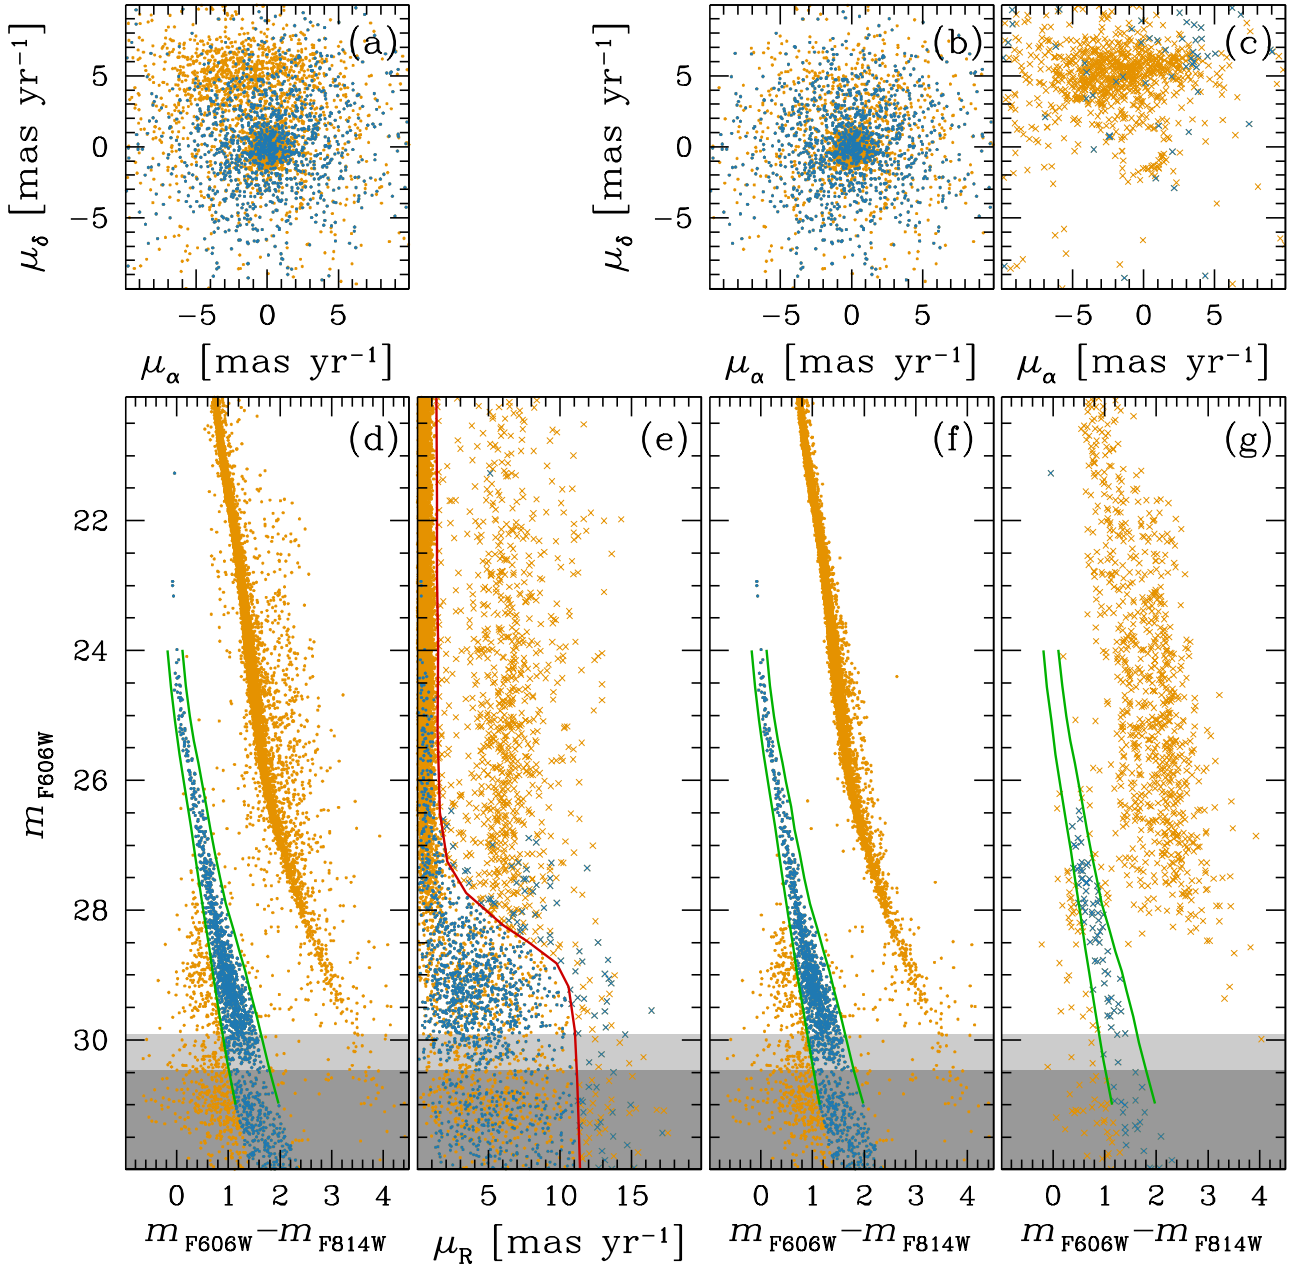 (a)
(b)
(c)
μδ [mas yr⁻¹]
5
0
−5
μδ [mas yr⁻¹]
5
0
−5
−5 0 5
−5 0 5
−5 0 5
μα [mas yr⁻¹]
μα [mas yr⁻¹]
μα [mas yr⁻¹]
(d)
(e)
(f)
(g)
mF606W
22
24
26
28
30
0 1 2 3 4
5 10 15
0 1 2 3 4
0 1 2 3 4
mF606W−mF814W
μR [mas yr⁻¹]
mF606W−mF814W
mF606W−mF814W